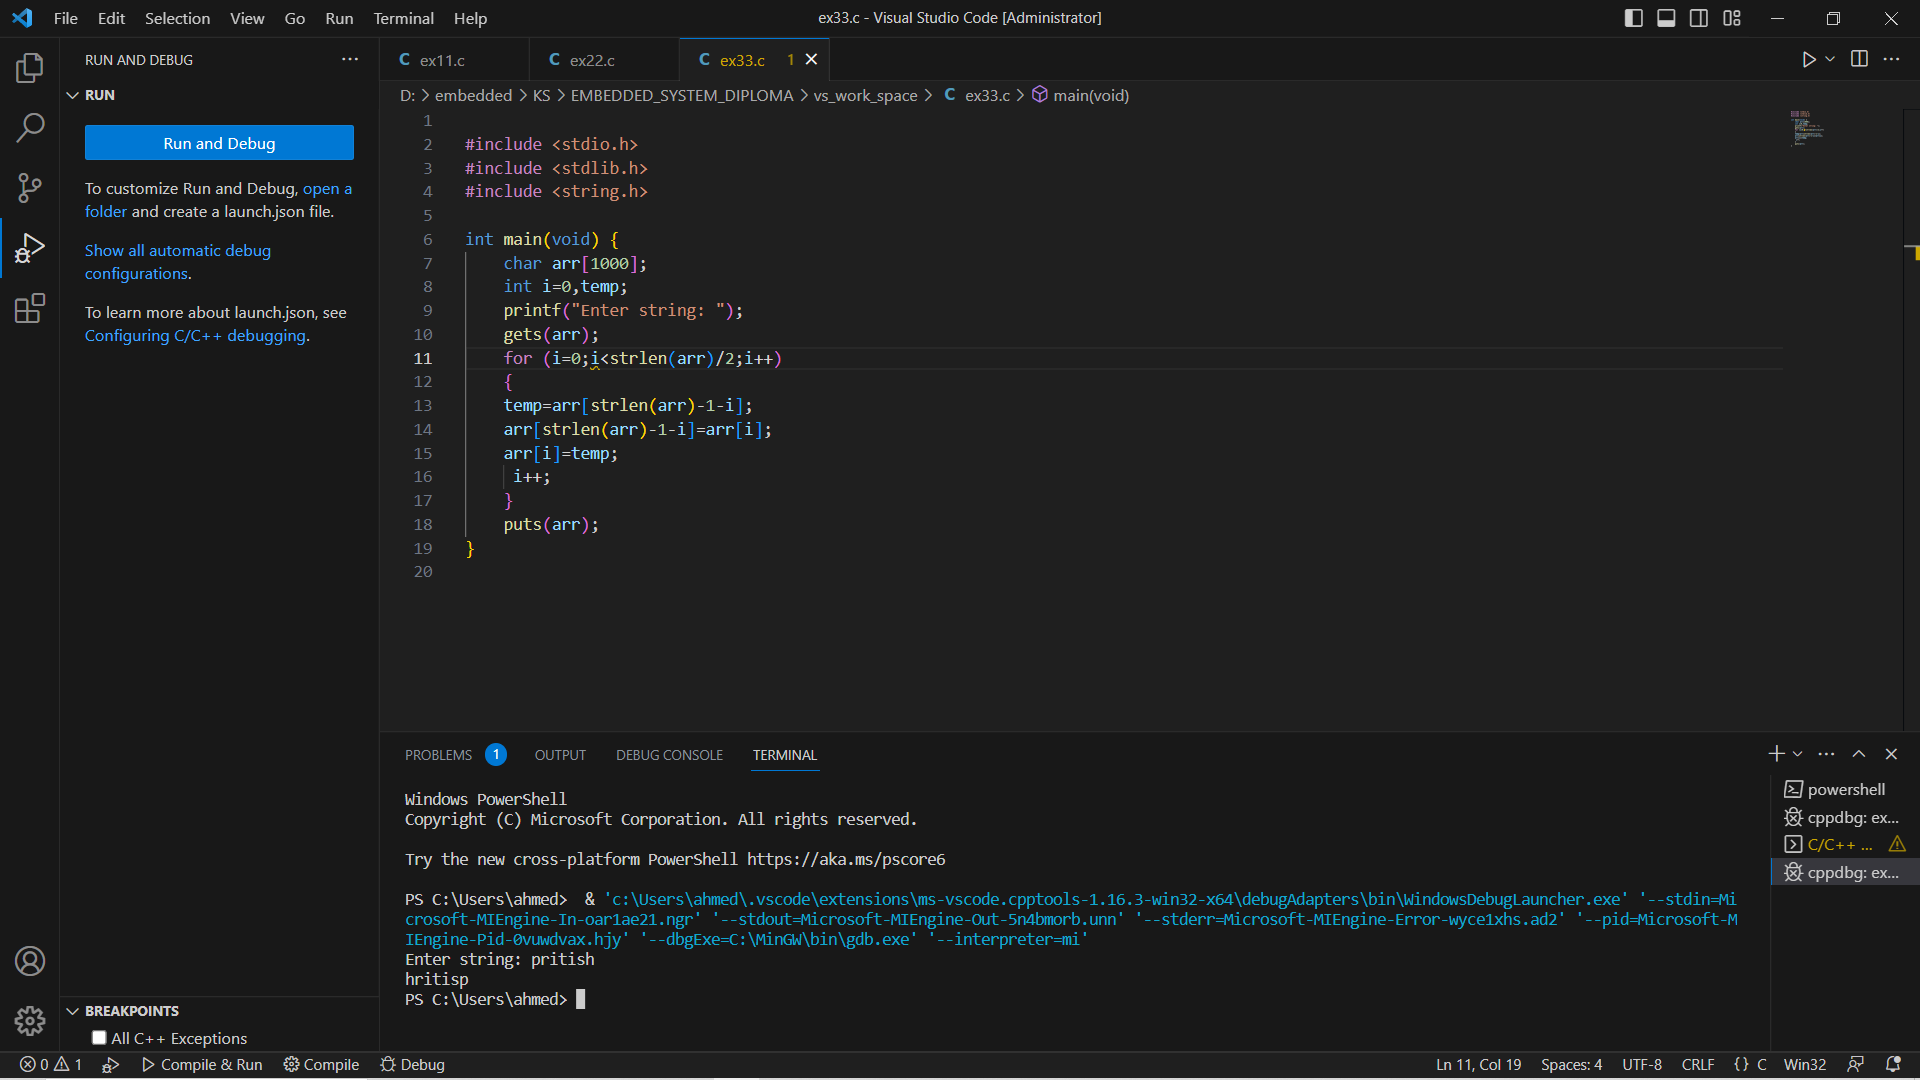 File Edit Selection View Go Run Terminal Help
ex33.c - Visual Studio Code [Administrator]
RUN AND DEBUG
RUN
Run and Debug
To customize Run and Debug, open a
folder and create a launch.json file.
Show all automatic debug
configurations.
To learn more about launch.json, see
Configuring C/C++ debugging.
BREAKPOINTS
All C++ Exceptions
C ex11.c C ex22.c C ex33.c 1
D: > embedded > KS > EMBEDDED_SYSTEM_DIPLOMA > vs_work_space > C ex33.c > main(void)
1
2 #include <stdio.h>
3 #include <stdlib.h>
4 #include <string.h>
5
6 int main(void) {
7 char arr[1000];
8 int i=0,temp;
9 printf("Enter string: ");
10 gets(arr);
11 for (i=0;i<strlen(arr)/2;i++)
12 {
13 temp=arr[strlen(arr)-1-i];
14 arr[strlen(arr)-1-i]=arr[i];
15 arr[i]=temp;
16 i++;
17 }
18 puts(arr);
19 }
20
PROBLEMS 1 OUTPUT DEBUG CONSOLE TERMINAL
Windows PowerShell
Copyright (C) Microsoft Corporation. All rights reserved.
Try the new cross-platform PowerShell https://aka.ms/pscore6
PS C:\Users\ahmed> & 'c:\Users\ahmed\.vscode\extensions\ms-vscode.cpptools-1.16.3-win32-x64\debugAdapters\bin\WindowsDebugLauncher.exe' '--stdin=Mi
crosoft-MIEngine-In-oar1ae21.ngr' '--stdout=Microsoft-MIEngine-Out-5n4bmorb.unn' '--stderr=Microsoft-MIEngine-Error-wyce1xhs.ad2' '--pid=Microsoft-M
IEngine-Pid-0vuwdvax.hjy' '--dbgExe=C:\MinGW\bin\gdb.exe' '--interpreter=mi'
Enter string: pritish
hritisp
PS C:\Users\ahmed>
powershell
cppdbg: ex...
C/C++ ...
cppdbg: ex...
0 1 Compile & Run Compile Debug
Ln 11, Col 19 Spaces: 4 UTF-8 CRLF {} C Win32